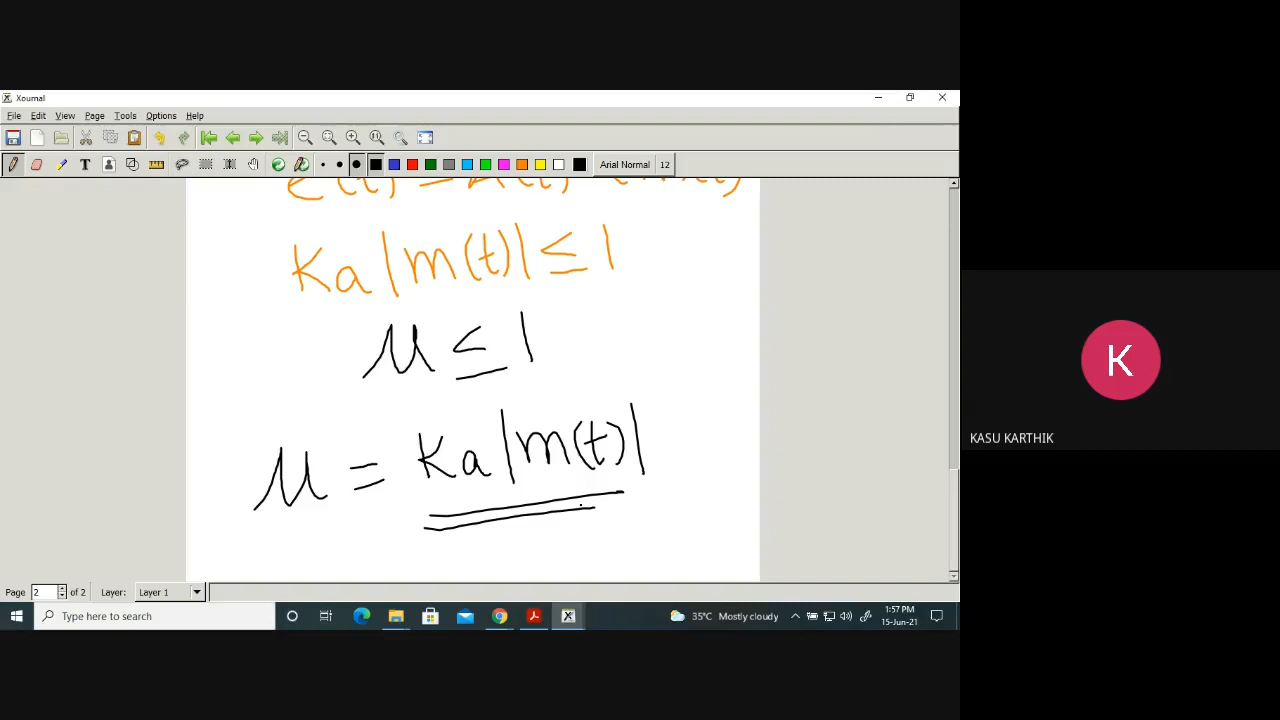 Xournal
File Edit View Page Tools Options Help
Arial Normal 12
Ka|m(t)| ≤ 1
μ ≤ 1
μ = Ka|m(t)|
KASU KARTHIK
K
Page 2 of 2 Layer: Layer 1
Type here to search
35°C Mostly cloudy
1:57 PM
15-Jun-21